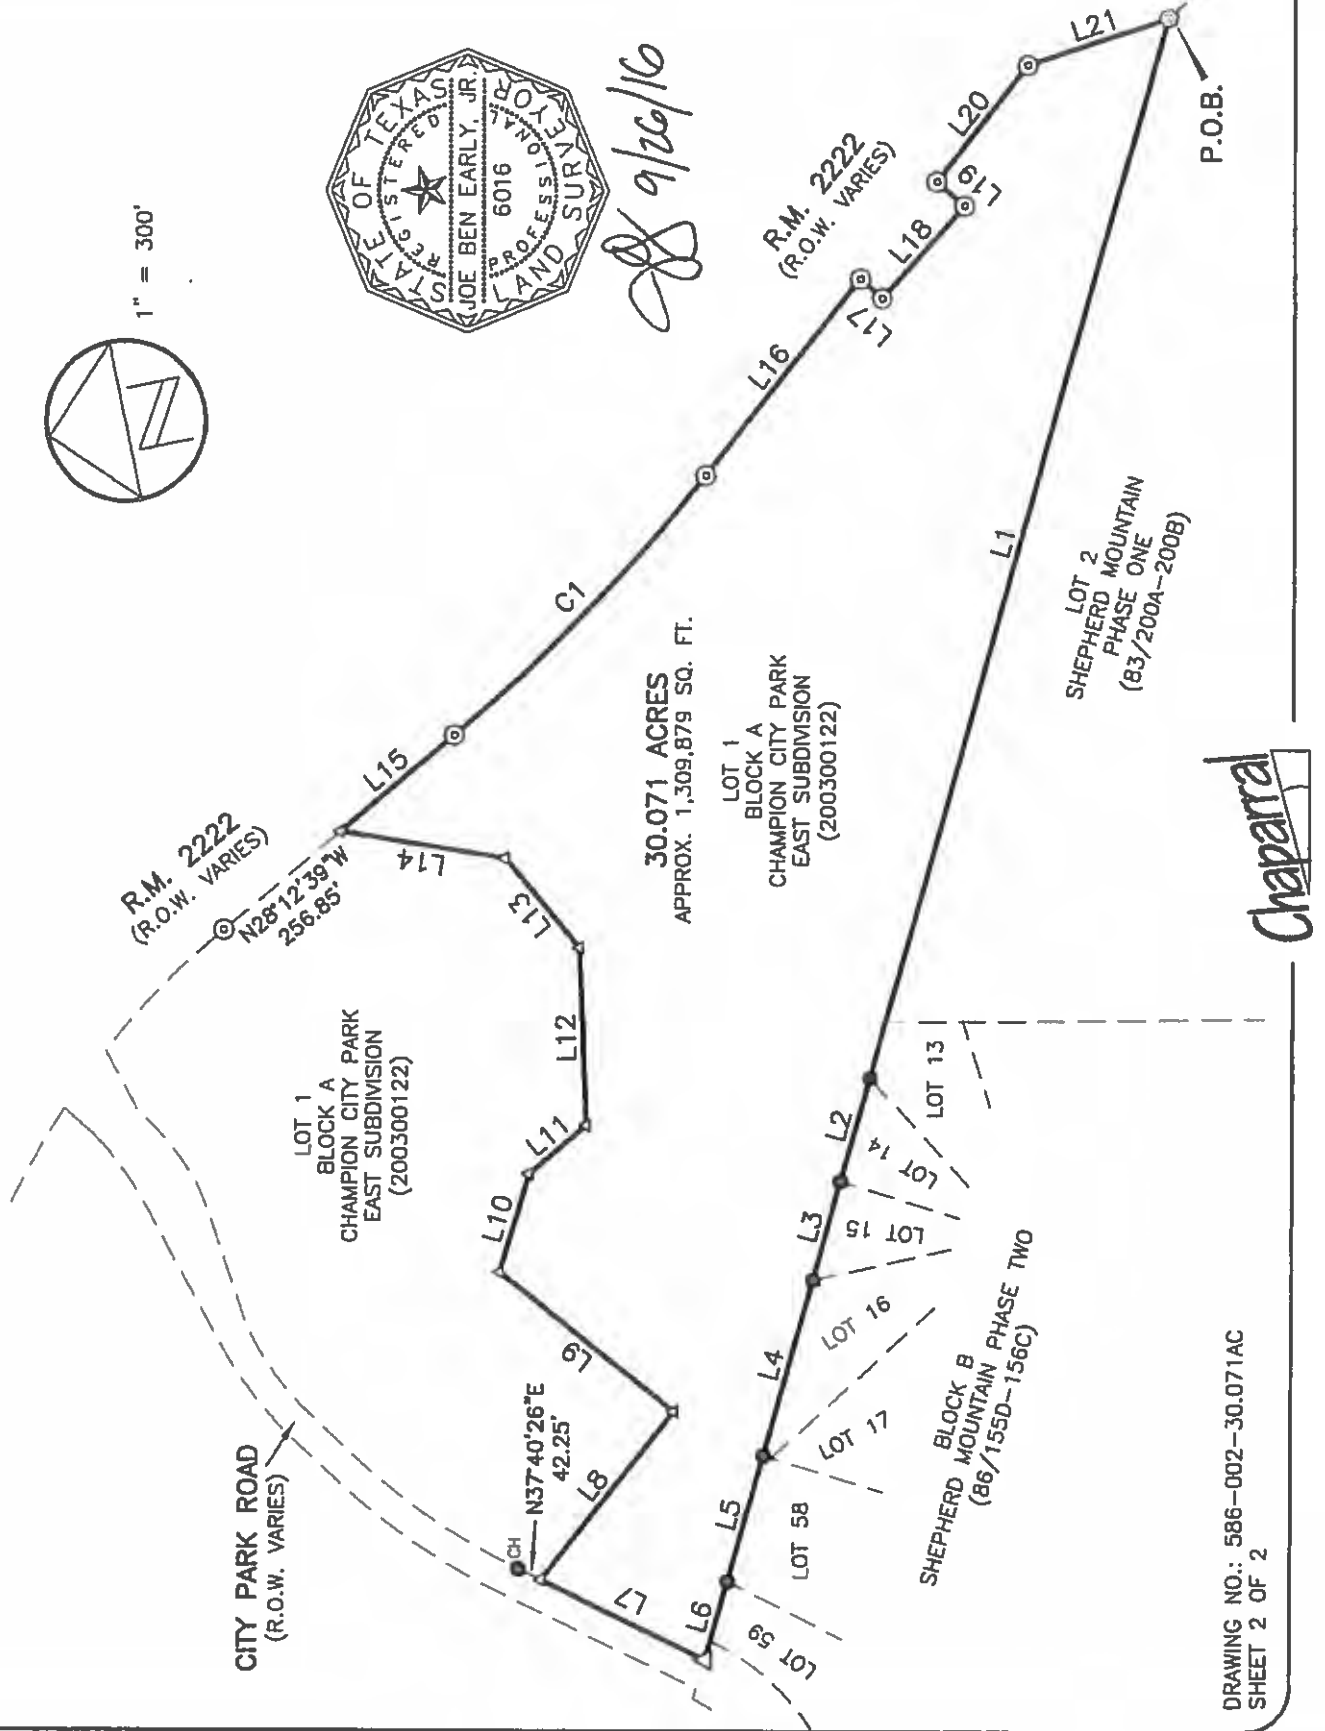 1" = 300'
STATE OF TEXAS
REGISTERED
JOE BEN EARLY, JR.
6016
PROFESSIONAL
LAND SURVEYOR
9/26/16
R.M. 2222
(R.O.W. VARIES)
N28°12'39"W
256.85'
R.M. 2222
(R.O.W. VARIES)
CITY PARK ROAD
(R.O.W. VARIES)
CH
N37°40'26"E
42.25'
LOT 1
BLOCK A
CHAMPION CITY PARK
EAST SUBDIVISION
(200300122)
30.071 ACRES
APPROX. 1,309,879 SQ. FT.
LOT 1
BLOCK A
CHAMPION CITY PARK
EAST SUBDIVISION
(200300122)
L7
L8
L9
L10
L11
L12
L13
L14
L15
C1
L16
L17
L18
L19
L20
L21
P.O.B.
L6
L5
L4
L3
L2
L1
LOT 59
LOT 58
LOT 17
LOT 16
LOT 15
LOT 14
LOT 13
BLOCK B
SHEPHERD MOUNTAIN PHASE TWO
(86/155D-156C)
LOT 2
SHEPHERD MOUNTAIN
PHASE ONE
(83/200A-200B)
DRAWING NO.: 586-002-30.071AC
SHEET 2 OF 2
Chaparral